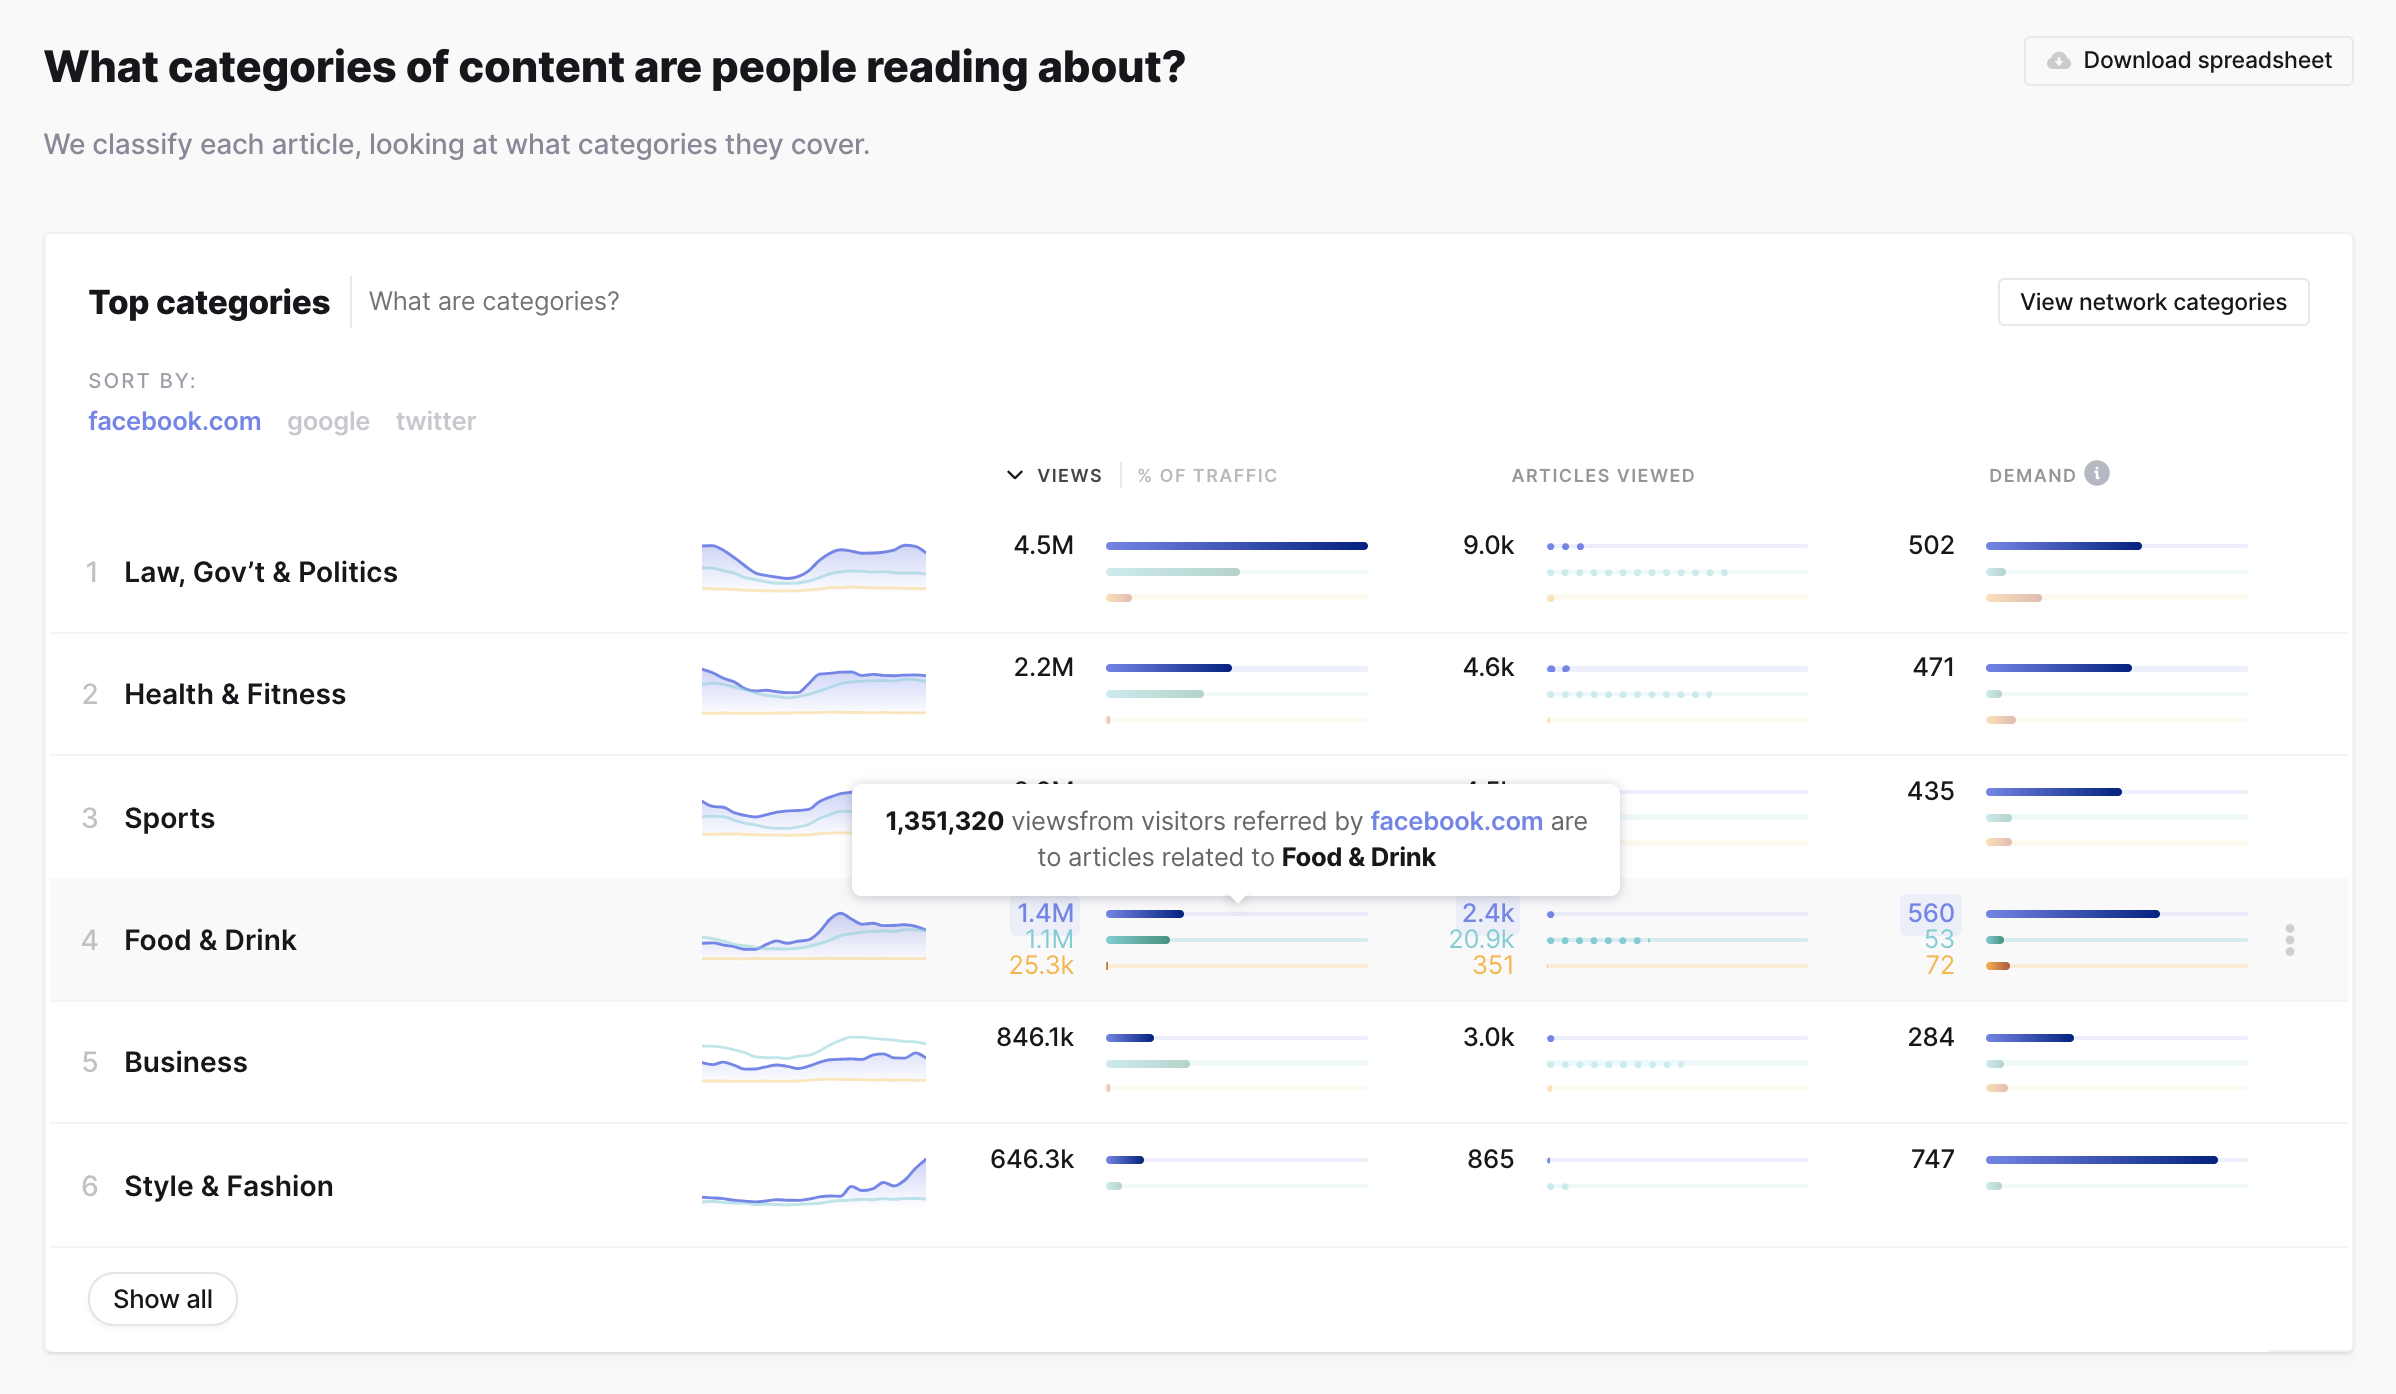 What categories of content are people reading about?
Download spreadsheet
We classify each article, looking at what categories they cover.
Top categories
What are categories?
View network categories
SORT BY:
facebook.com google twitter
VIEWS % OF TRAFFIC ARTICLES VIEWED DEMAND i
1 Law, Gov’t & Politics 4.5M 9.0k 502
2 Health & Fitness 2.2M 4.6k 471
3 Sports 435
1,351,320 viewsfrom visitors referred by facebook.com are
to articles related to Food & Drink
4 Food & Drink 1.4M 2.4k 560
1.1M 20.9k 53
25.3k 351 72
5 Business 846.1k 3.0k 284
6 Style & Fashion 646.3k 865 747
Show all